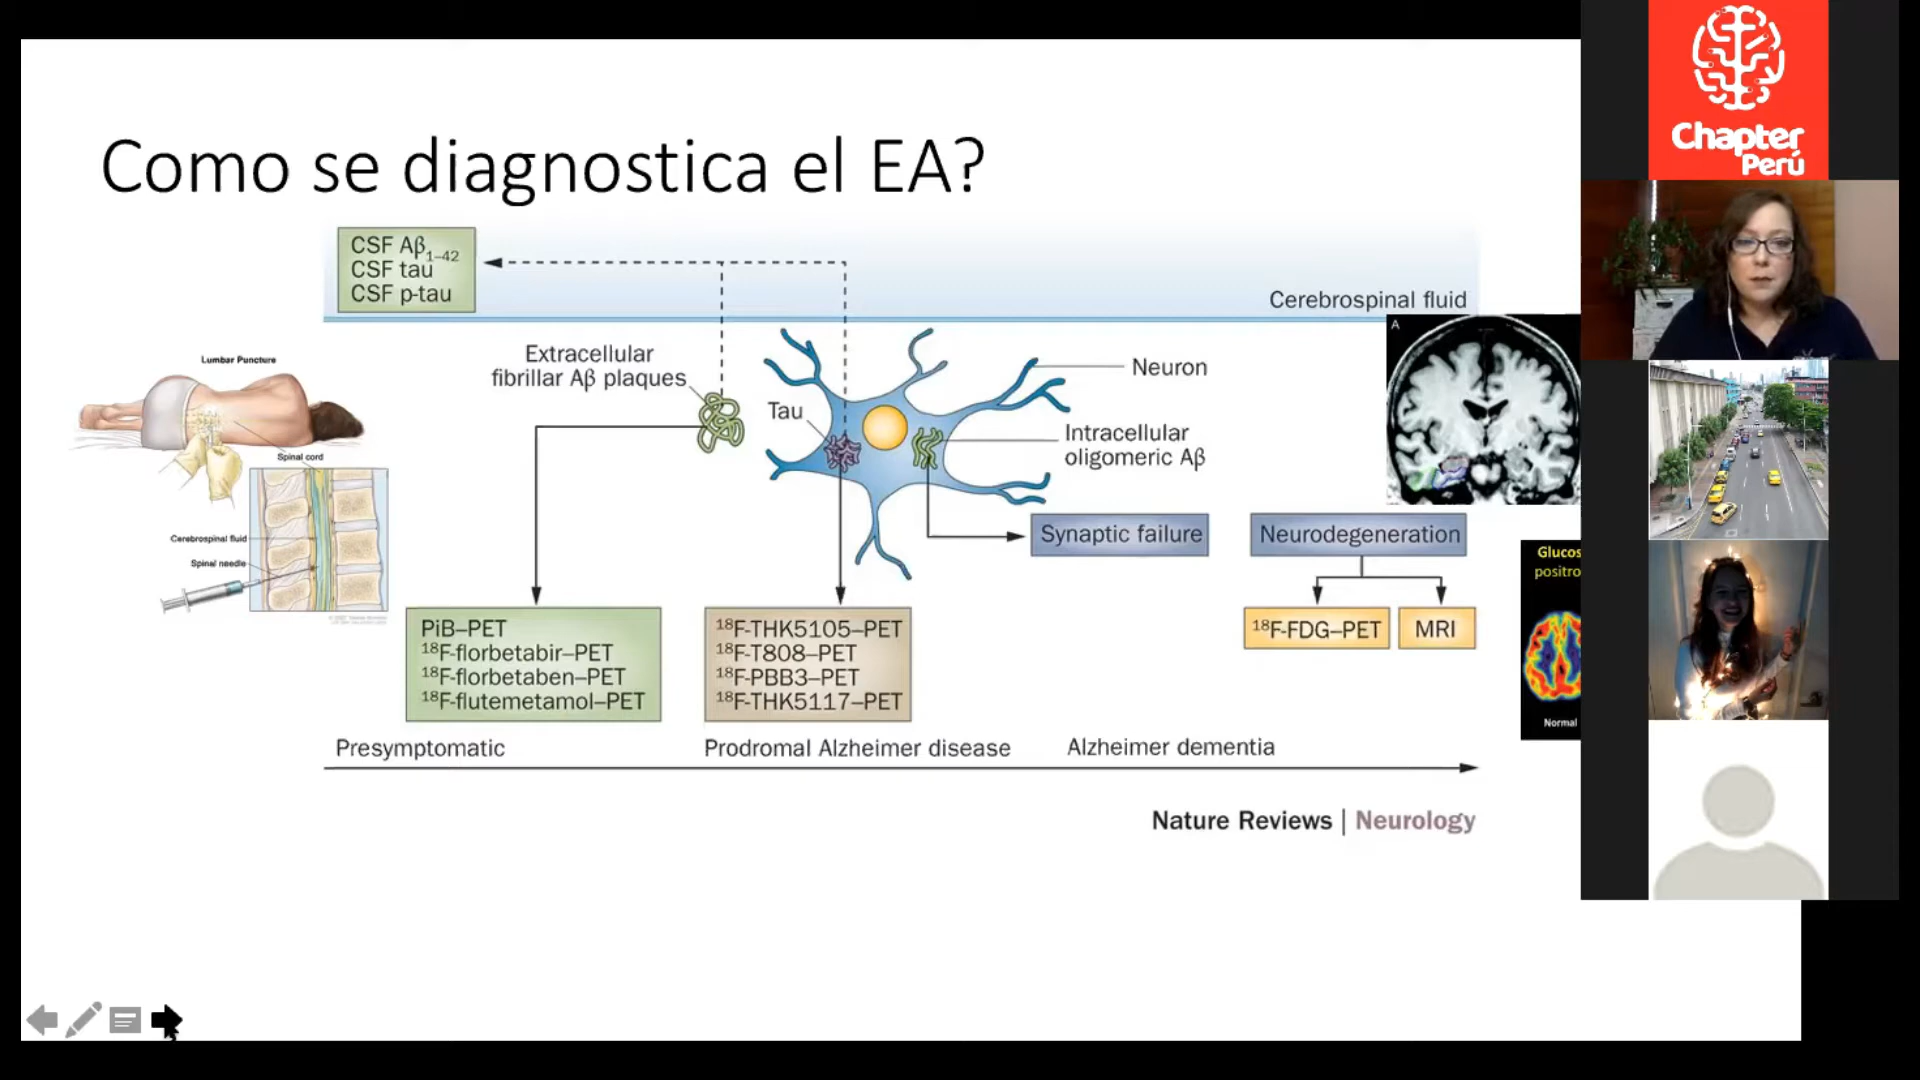 Como se diagnostica el EA?
CSF Aβ1–42
CSF tau
CSF p-tau
Cerebrospinal fluid
Extracellular
fibrillar Aβ plaques
Tau
Neuron
Intracellular
oligomeric Aβ
Synaptic failure
Neurodegeneration
Lumbar Puncture
Spinal cord
Cerebrospinal fluid
Spinal needle
PiB–PET
18F-florbetabir–PET
18F-florbetaben–PET
18F-flutemetamol–PET
18F-THK5105–PET
18F-T808–PET
18F-PBB3–PET
18F-THK5117–PET
18F-FDG–PET
MRI
Presymptomatic
Prodromal Alzheimer disease
Alzheimer dementia
Nature Reviews | Neurology
A
Glucos
positro
Normal
Chapter
Perú